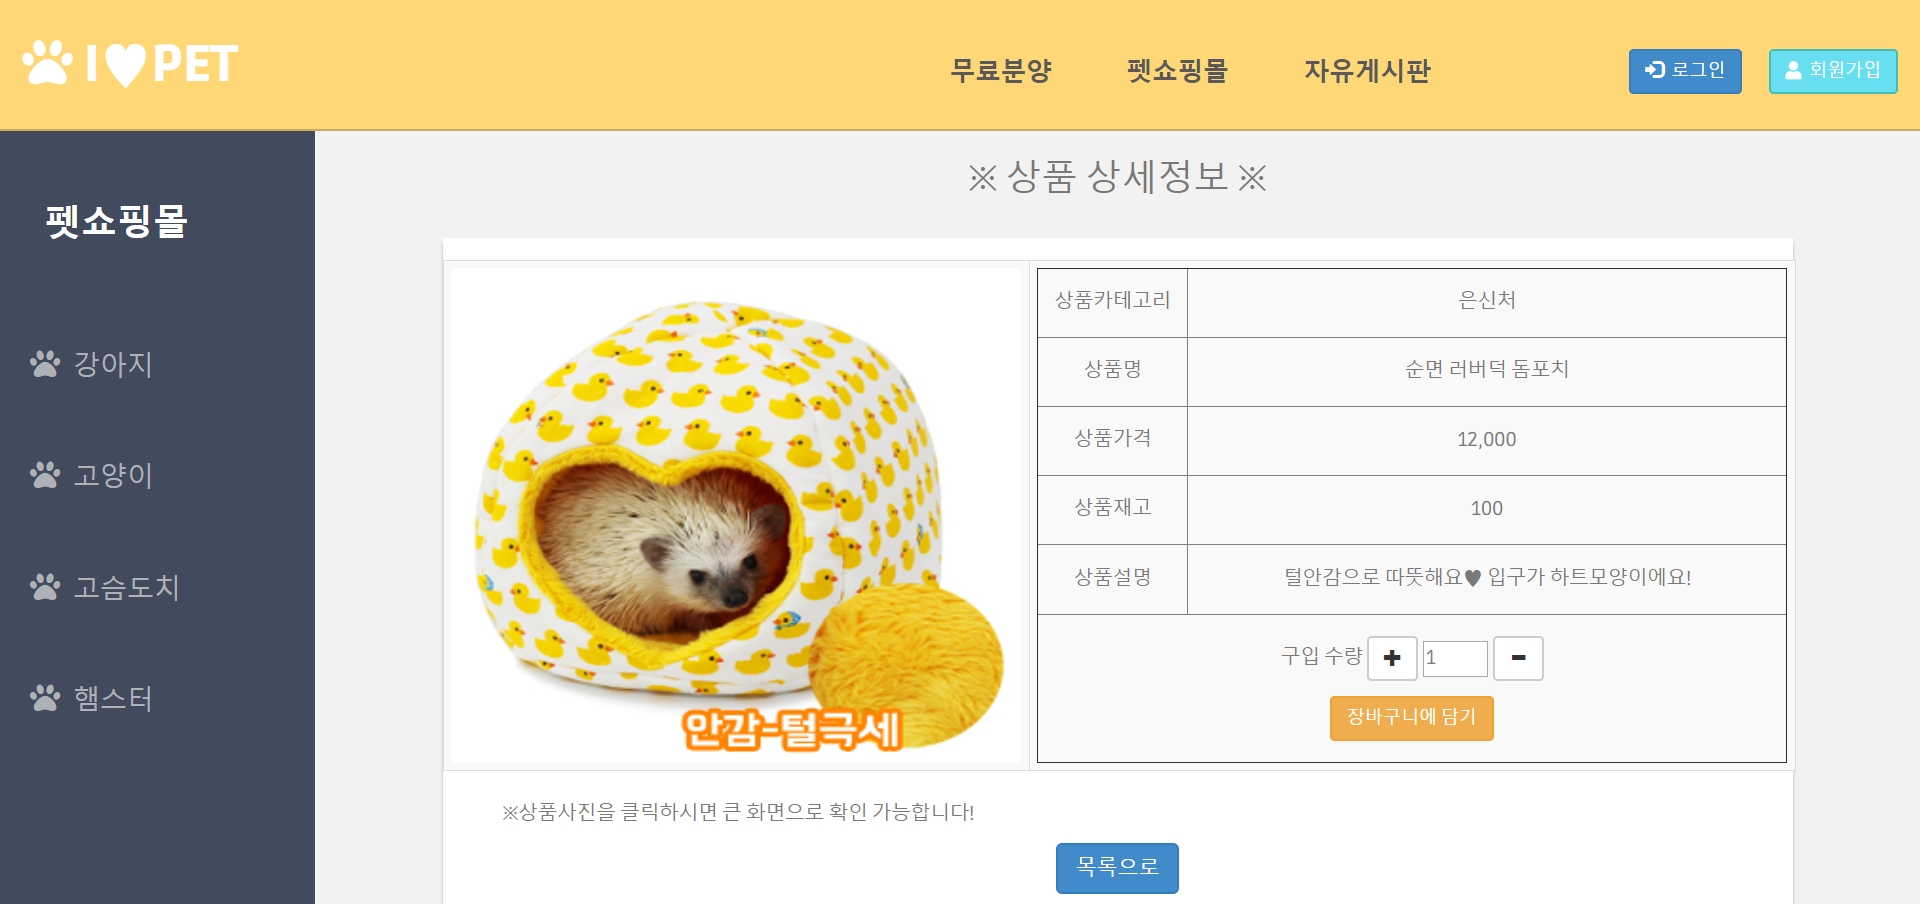 I♥PET
무료분양
펫쇼핑몰
자유게시판
로그인
회원가입
펫쇼핑몰
강아지
고양이
고슴도치
햄스터
※ 상품 상세정보 ※
안감-털극세
상품카테고리 은신처
상품명 순면 러버덕 돔포치
상품가격 12,000
상품재고 100
상품설명 털안감으로 따뜻해요♥ 입구가 하트모양이에요!
구입 수량 + 1 -
장바구니에 담기
※상품사진을 클릭하시면 큰 화면으로 확인 가능합니다!
목록으로